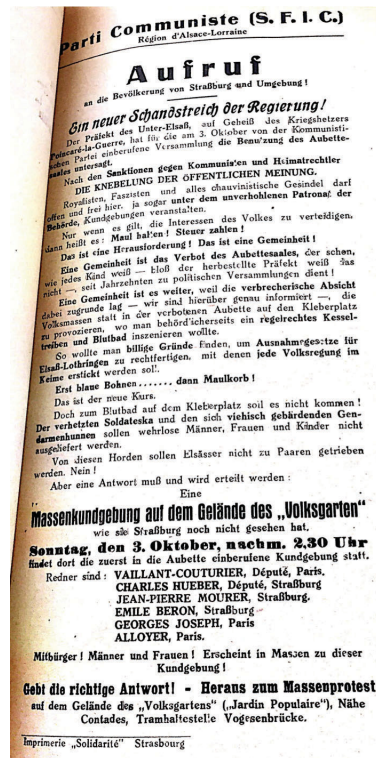 Parti Communiste (S. F. I. C.)
Région d'Alsace-Lorraine
Aufruf
an die Bevölkerung von Straßburg und Umgebung !
Ein neuer Schandstreich der Regierung!
Der Präfekt des Unter-Elsaß, auf Geheiß des Kriegshetzers
Poincaré-la-Guerre, hat für die am 3. Oktober von der Kommunisti-
schen Partei einberufene Versammlung die Benutzung des Aubette-
saales untersagt.
Nach den Sanktionen gegen Kommunisten und Heimatrechtler
DIE KNEBELUNG DER ÖFFENTLICHEN MEINUNG.
Royalisten, Faszisten und alles chauvinistische Gesindel darf
offen und frei hier, ja sogar unter dem unverhohlenen Patronat der
Behörde, Kundgebungen veranstalten.
Nur wenn es gilt, die Interessen des Volkes zu verteidigen,
dann heißt es : Maul halten ! Steuer zahlen !
Das ist eine Herausforderung ! Das ist eine Gemeinheit !
Eine Gemeinheit ist das Verbot des Aubettesaales, der schon,
wie jedes Kind weiß — bloß der herbestellte Präfekt weiß das
nicht —, seit Jahrzehnten zu politischen Versammlungen dient !
Eine Gemeinheit ist es weiter, weil die verbrecherische Absicht
dabei zugrunde lag — wir sind hierüber genau informiert —, die
Volksmassen statt in der verbotenen Aubette auf den Kleberplatz
zu provozieren, wo man behördlicherseits ein regelrechtes Kessel-
treiben und Blutbad inszenieren wollte.
So wollte man billige Gründe finden, um Ausnahmegesetze für
Elsaß-Lothringen zu rechtfertigen, mit denen jede Volksregung im
Keime erstickt werden soll.
Erst blaue Bohnen ....... dann Maulkorb !
Das ist der neue Kurs.
Doch zum Blutbad auf dem Kleberplatz soll es nicht kommen !
Der verhetzten Soldateska und den sich viehisch gebärdenden Gen-
darmenhunnen sollen wehrlose Männer, Frauen und Kinder nicht
ausgeliefert werden.
Von diesen Horden sollen Elsässer nicht zu Paaren getrieben
werden. Nein !
Aber eine Antwort muß und wird erteilt werden :
Eine
Massenkundgebung auf dem Gelände des „Volksgarten"
wie sie Straßburg noch nicht gesehen hat.
Sonntag, den 3. Oktober, nachm. 2,30 Uhr
findet dort die zuerst in die Aubette einberufene Kundgebung statt.
Redner sind : VAILLANT-COUTURIER, Député, Paris.
CHARLES HUEBER, Député, Straßburg
JEAN-PIERRE MOURER, Straßburg.
EMILE BERON, Straßburg
GEORGES JOSEPH, Paris
ALLOYER, Paris.
Mitbürger ! Männer und Frauen ! Erscheint in Massen zu dieser
Kundgebung !
Gebt die richtige Antwort! - Heraus zum Massenprotest
auf dem Gelände des „Volksgartens" („Jardin Populaire"), Nähe
Contades, Tramhaltestelle Vogesenbrücke.
Imprimerie „Solidarité" Strasbourg